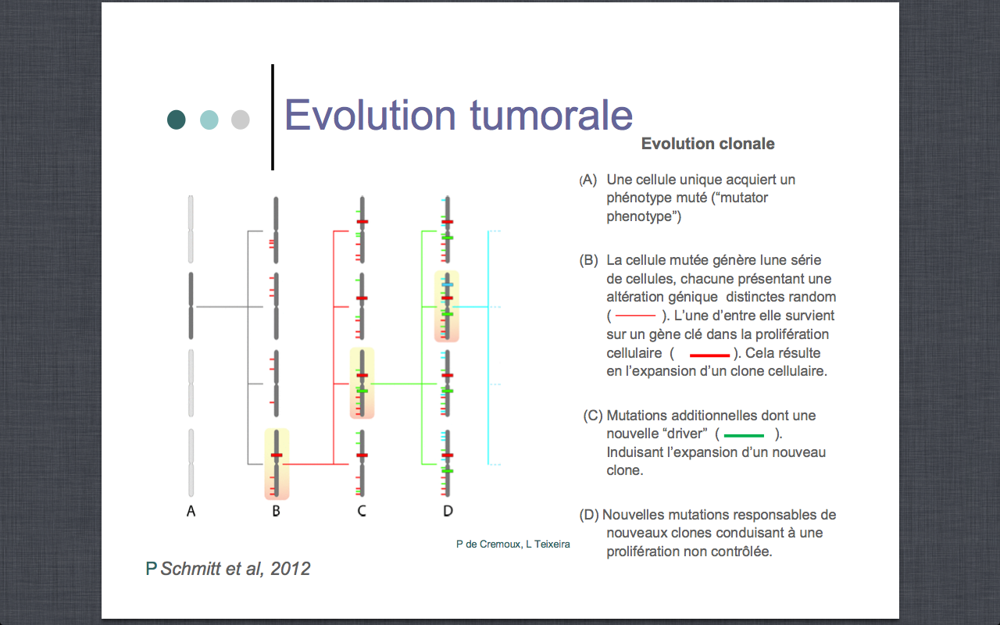 Evolution tumorale
Evolution clonale
(A) Une cellule unique acquiert un
phénotype muté (“mutator
phenotype”)
(B) La cellule mutée génère lune série
de cellules, chacune présentant une
altération génique distinctes random
( ). L’une d’entre elle survient
sur un gène clé dans la prolifération
cellulaire ( ). Cela résulte
en l’expansion d’un clone cellulaire.
(C) Mutations additionnelles dont une
nouvelle “driver” ( ).
Induisant l’expansion d’un nouveau
clone.
(D) Nouvelles mutations responsables de
nouveaux clones conduisant à une
prolifération non contrôlée.
A B C D
P de Cremoux, L Teixeira
P Schmitt et al, 2012